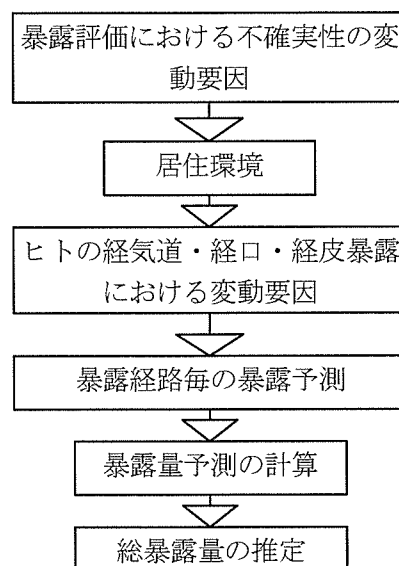 暴露評価における不確実性の変
動要因
居住環境
ヒトの経気道・経口・経皮暴露
における変動要因
暴露経路毎の暴露予測
暴露量予測の計算
総暴露量の推定